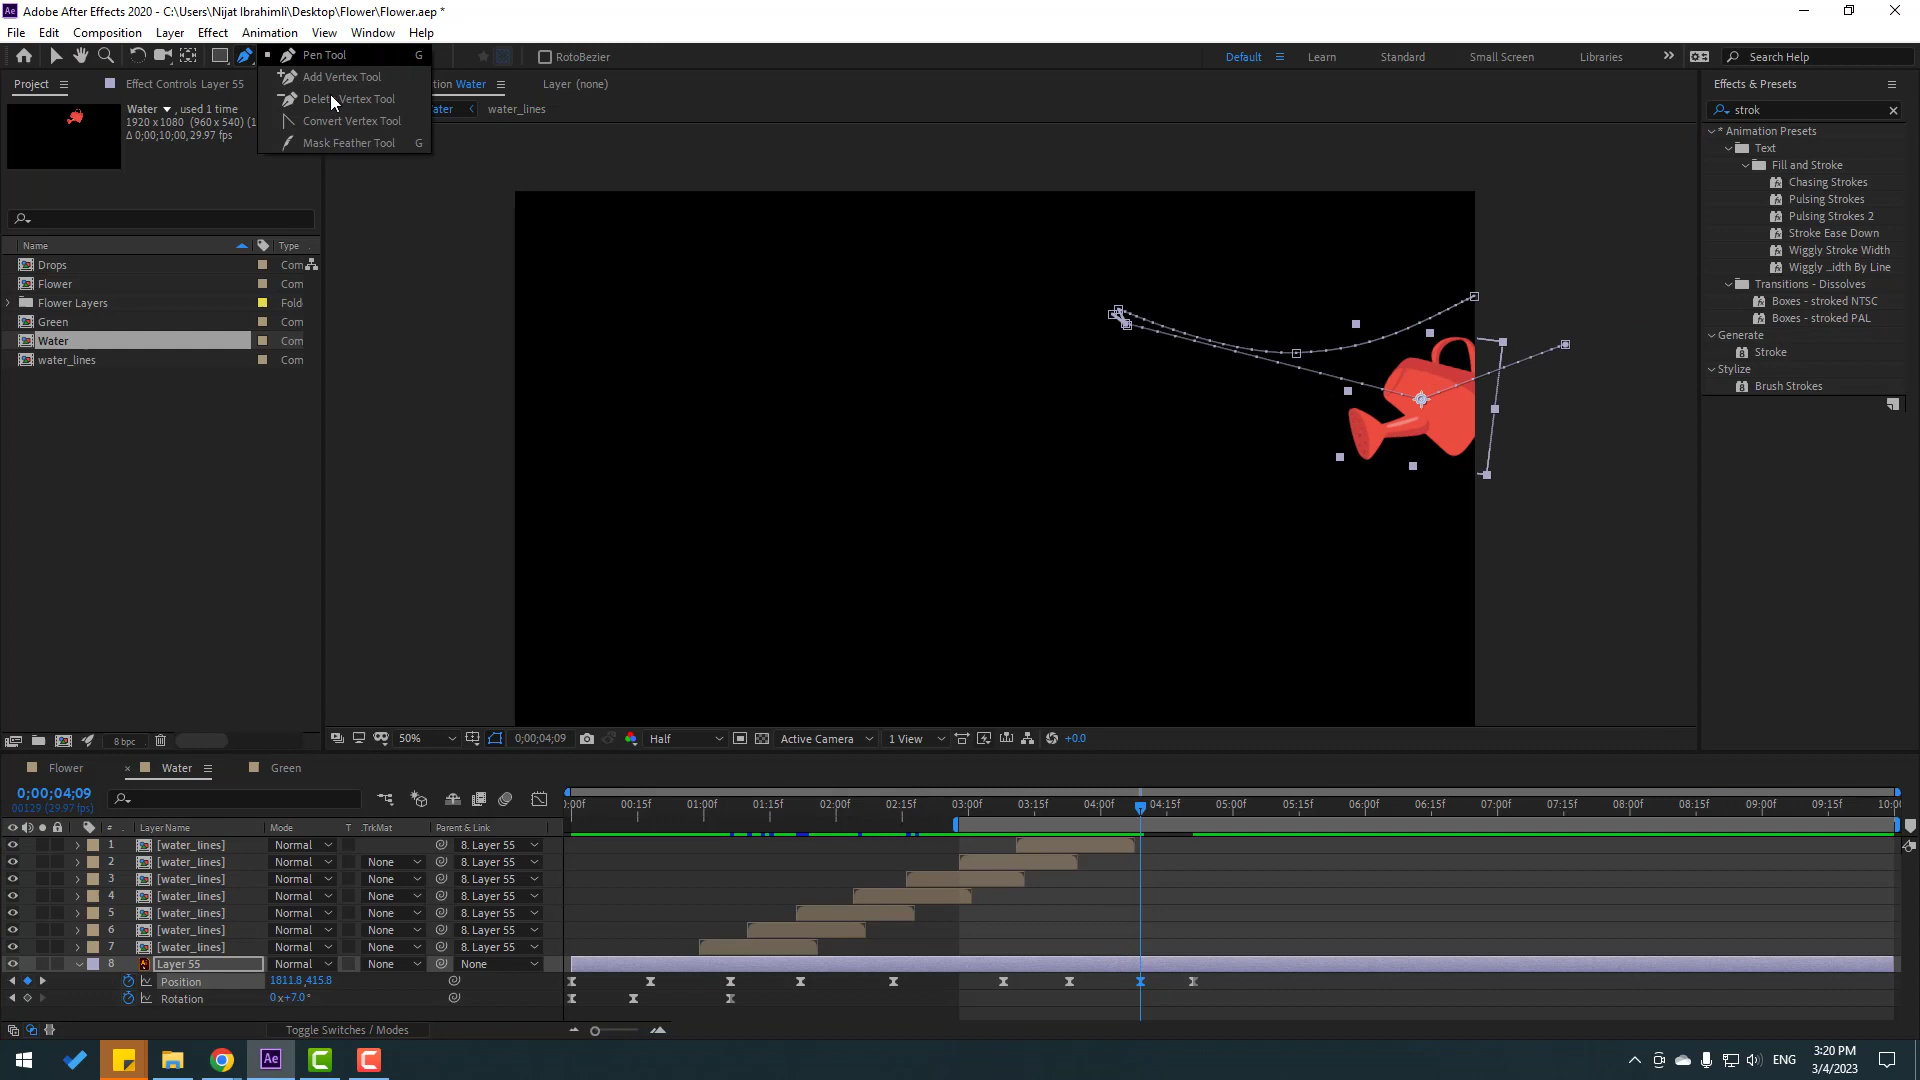 Adobe After Effects 2020 - C:\Users\Nijat Ibrahimli\Desktop\Flower\Flower.aep *
File Edit Composition Layer Effect Animation View Window Help
RotoBezier Default Learn Standard Small Screen Libraries Search Help
Pen Tool G
Add Vertex Tool
Delete Vertex Tool
Convert Vertex Tool
Mask Feather Tool G
Project Effect Controls Layer 55
Water , used 1 time
1920 x 1080 (960 x 540) (1
Δ 0;00;10;00, 29.97 fps)
tion Water Layer (none)
ater water_lines
Name Type
Drops Com
Flower Com
Flower Layers Fold
Green Com
Water Com
water_lines Com
8 bpc
50% 0;00;04;09 Half Active Camera 1 View +0.0
Effects & Presets
strok
* Animation Presets
Text
Fill and Stroke
Chasing Strokes
Pulsing Strokes
Pulsing Strokes 2
Stroke Ease Down
Wiggly Stroke Width
Wiggly ...idth By Line
Transitions - Dissolves
Boxes - stroked NTSC
Boxes - stroked PAL
Generate
Stroke
Stylize
Brush Strokes
Flower Water Green
0;00;04;09
00129 (29.97 fps)
:00f 00:15f 01:00f 01:15f 02:00f 02:15f 03:00f 03:15f 04:00f 04:15f 05:00f 05:15f 06:00f 06:15f 07:00f 07:15f 08:00f 08:15f 09:00f 09:15f 10:0
# Layer Name Mode T .TrkMat Parent & Link
1 [water_lines] Normal 8. Layer 55
2 [water_lines] Normal None 8. Layer 55
3 [water_lines] Normal None 8. Layer 55
4 [water_lines] Normal None 8. Layer 55
5 [water_lines] Normal None 8. Layer 55
6 [water_lines] Normal None 8. Layer 55
7 [water_lines] Normal None 8. Layer 55
8 Layer 55 Normal None None
Position 1811.8,415.8
Rotation 0x+7.0°
Toggle Switches / Modes
Ae ENG 3:20 PM
3/4/2023